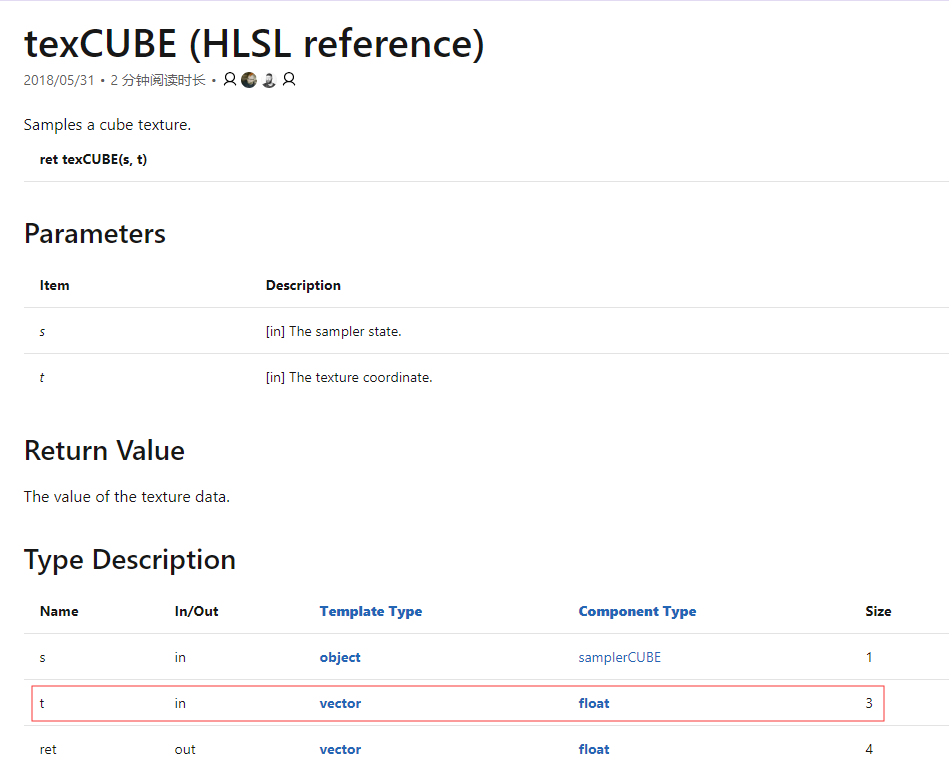 texCUBE (HLSL reference)
2018/05/31 • 2 分钟阅读时长 •
Samples a cube texture.
ret texCUBE(s, t)
Parameters
Item Description
s [in] The sampler state.
t [in] The texture coordinate.
Return Value
The value of the texture data.
Type Description
Name In/Out Template Type Component Type Size
s in object samplerCUBE 1
t in vector float 3
ret out vector float 4